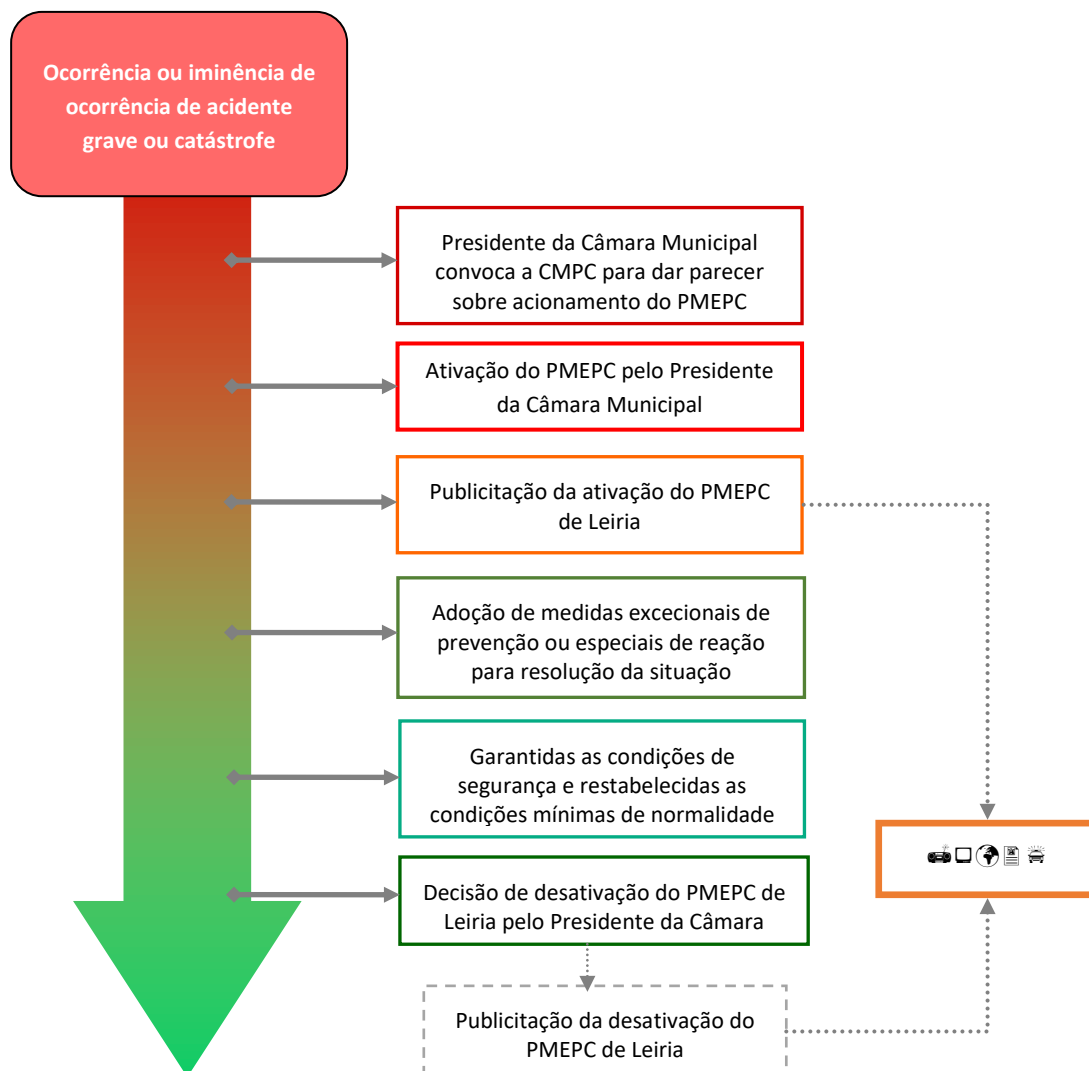 Ocorrência ou iminência de
ocorrência de acidente
grave ou catástrofe
Presidente da Câmara Municipal
convoca a CMPC para dar parecer
sobre acionamento do PMEPC
Ativação do PMEPC pelo Presidente
da Câmara Municipal
Publicitação da ativação do PMEPC
de Leiria
Adoção de medidas excecionais de
prevenção ou especiais de reação
para resolução da situação
Garantidas as condições de
segurança e restabelecidas as
condições mínimas de normalidade
Decisão de desativação do PMEPC de
Leiria pelo Presidente da Câmara
Publicitação da desativação do
PMEPC de Leiria